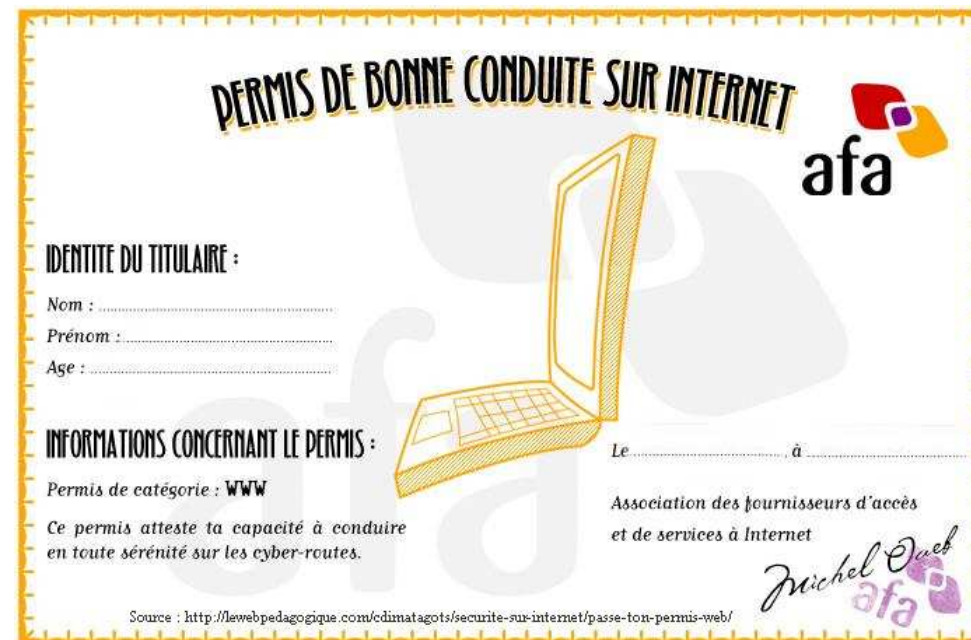 PERMIS DE BONNE CONDUITE SUR INTERNET
afa
IDENTITE DU TITULAIRE :
Nom : ...............................................
Prénom : ...............................................
Age : ...............................................
INFORMATIONS CONCERNANT LE PERMIS :
Permis de catégorie : WWW
Ce permis atteste ta capacité à conduire
en toute sérénité sur les cyber-routes.
Le ..............................., à ...............................
Association des fournisseurs d'accès
et de services à Internet
Michel Oueb
afa
afa
Source : http://lewebpedagogique.com/cdimatagots/securite-sur-internet/passe-ton-permis-web/